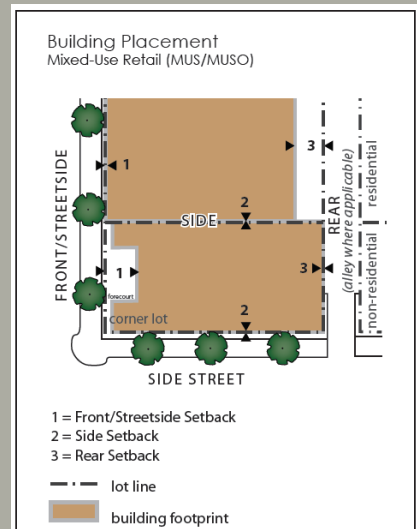 Building Placement
Mixed-Use Retail (MUS/MUSO)
FRONT/STREETSIDE
1
SIDE
2
3
REAR
(alley where applicable)
residential
non-residential
1
forecourt
3
corner lot
2
SIDE STREET
1 = Front/Streetside Setback
2 = Side Setback
3 = Rear Setback
lot line
building footprint